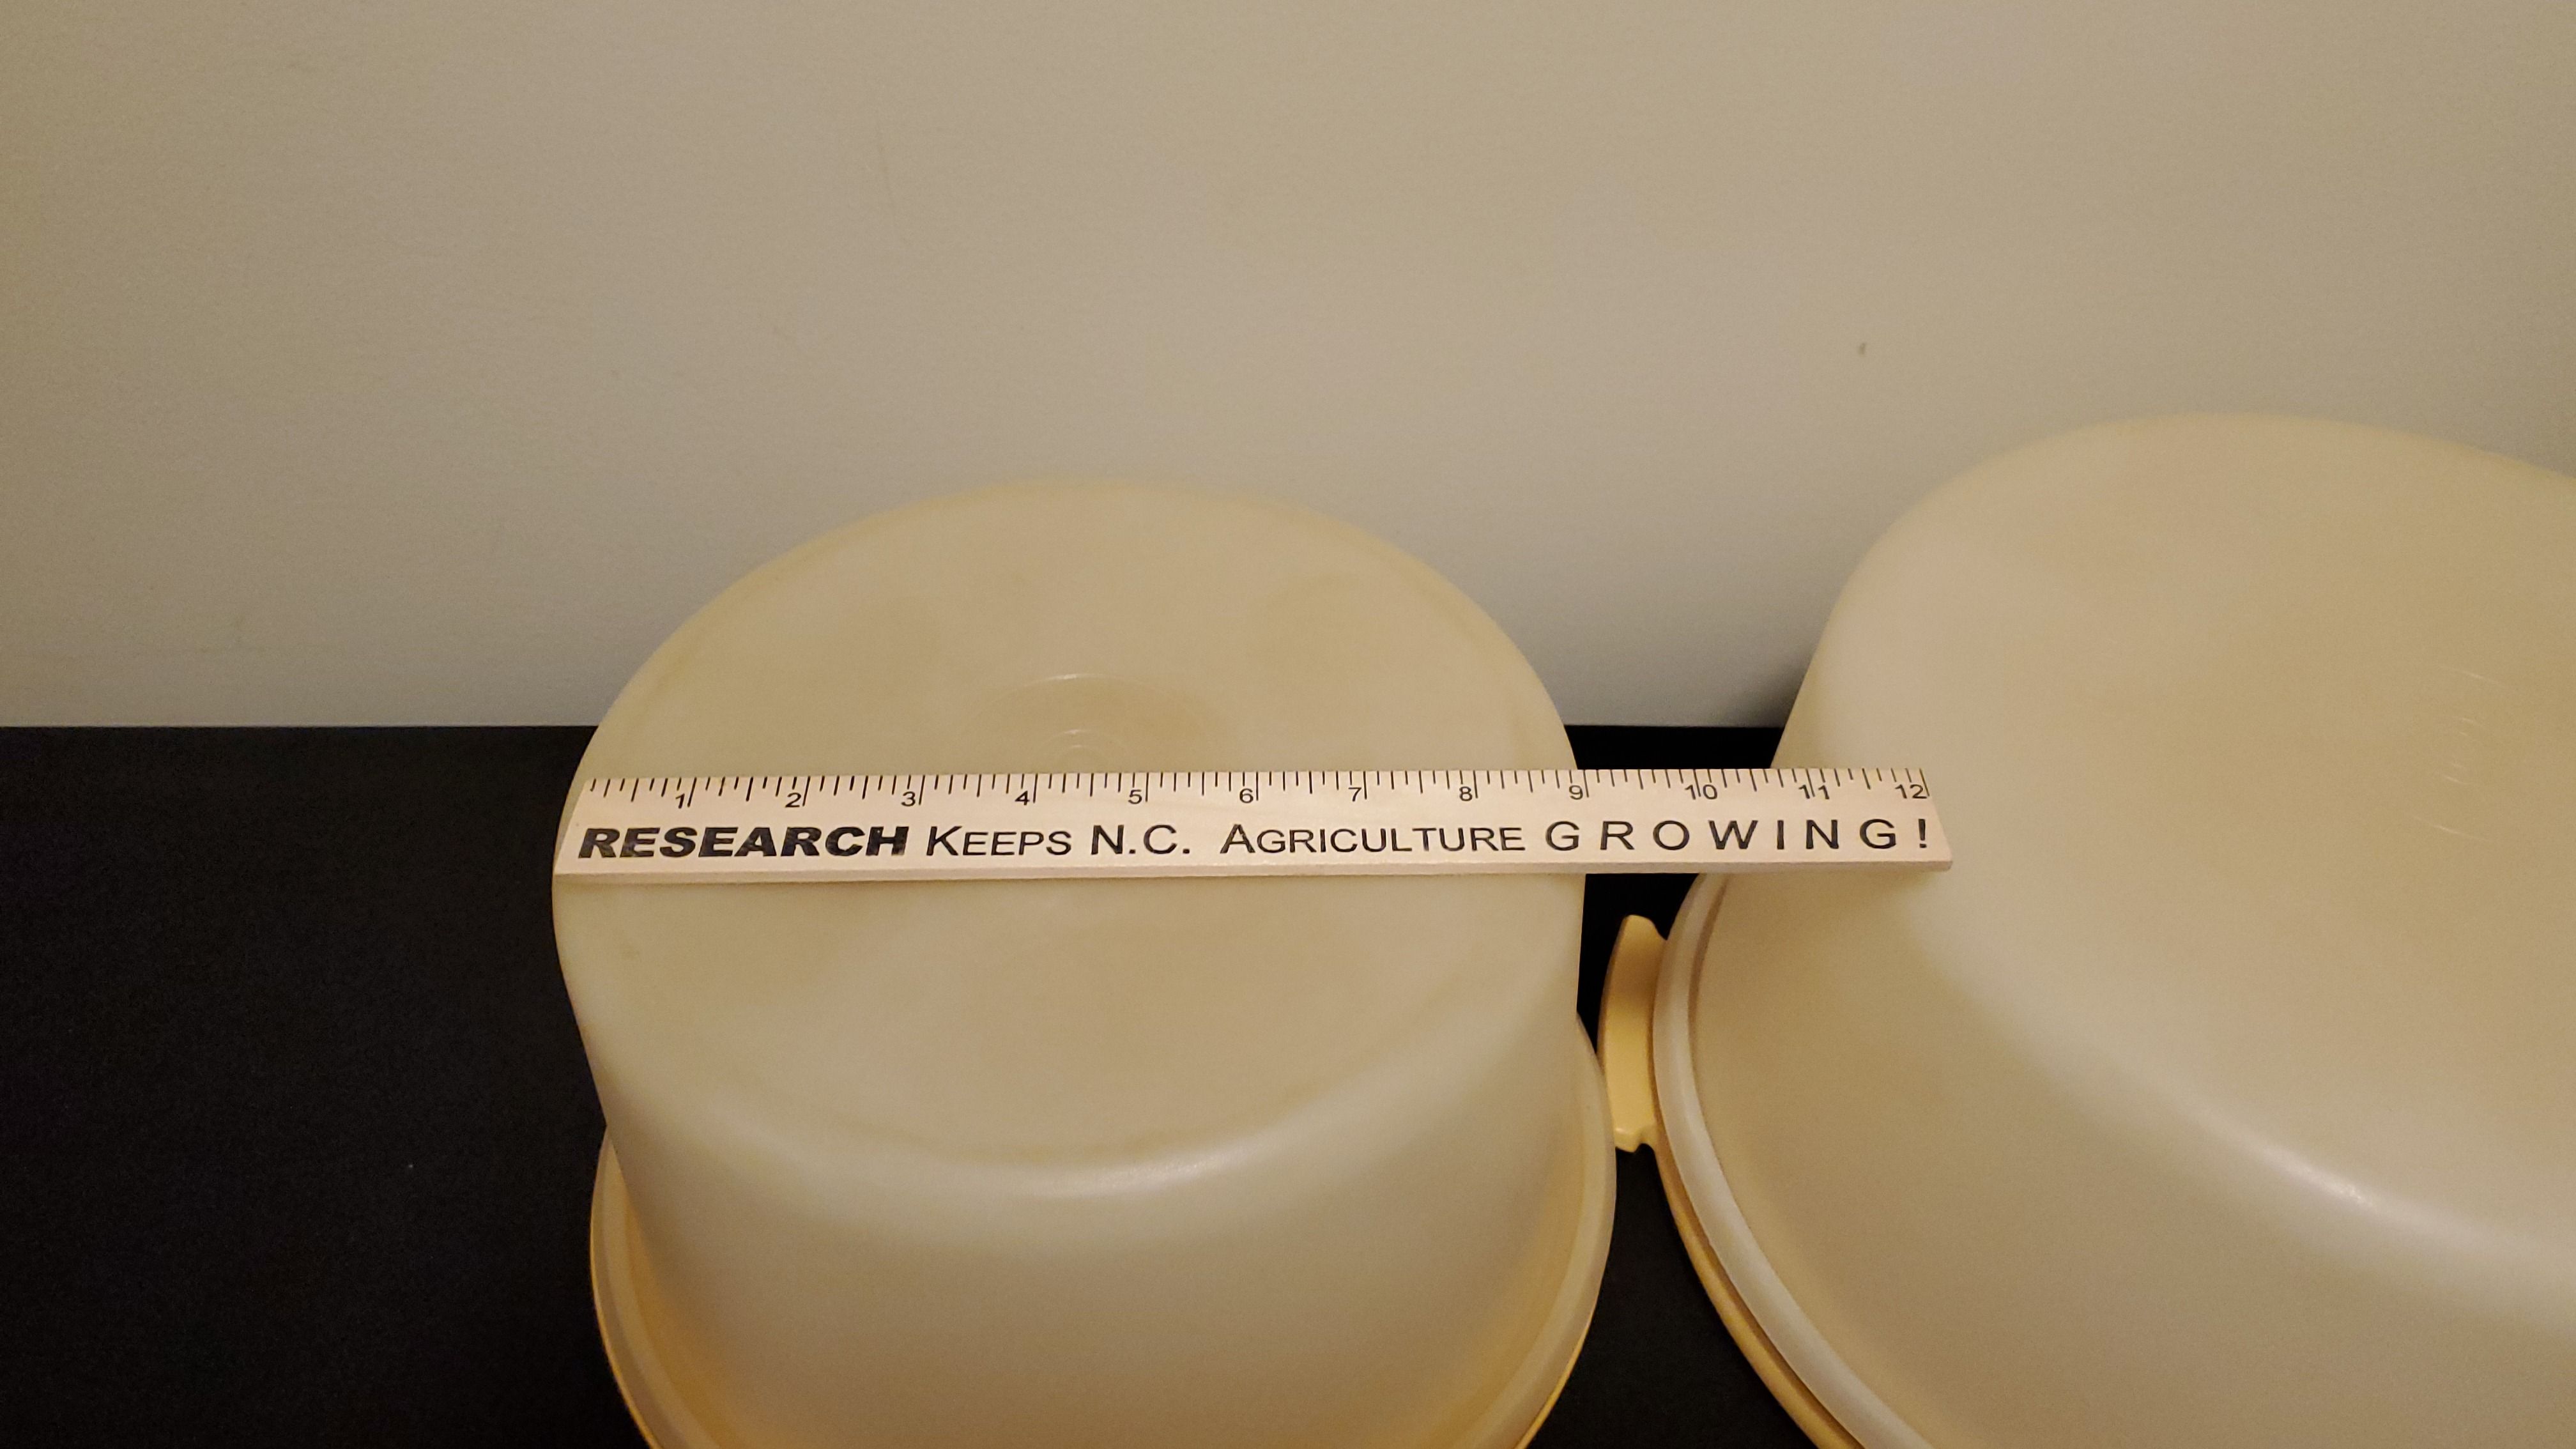 1 2 3 4 5 6 7 8 9 10 11 12
RESEARCH KEEPS N.C. AGRICULTURE GROWING!